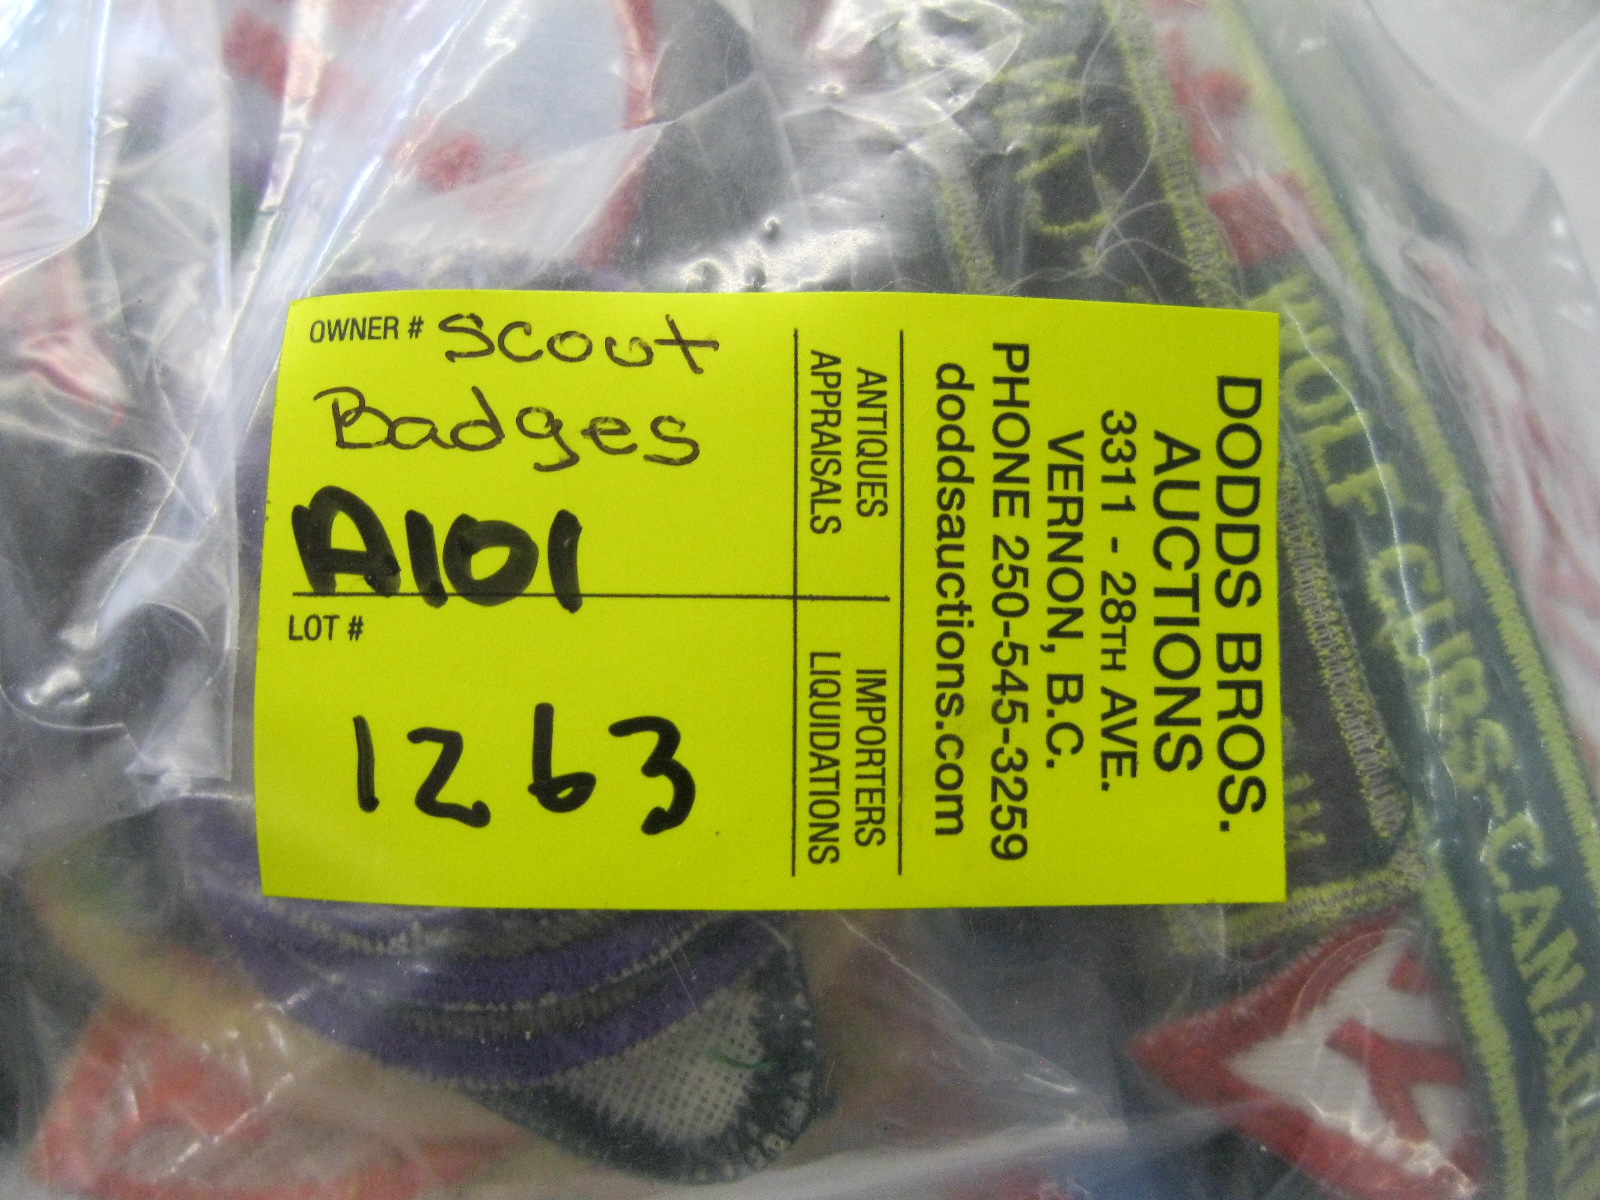 OWNER # Scout
Badges
A101
LOT #
1263
ANTIQUES
APPRAISALS
IMPORTERS
LIQUIDATIONS
DODDS BROS.
AUCTIONS
3311 - 28TH AVE.
VERNON, B.C.
PHONE 250-545-3259
doddsauctions.com
WOLF CUBS-CANADA